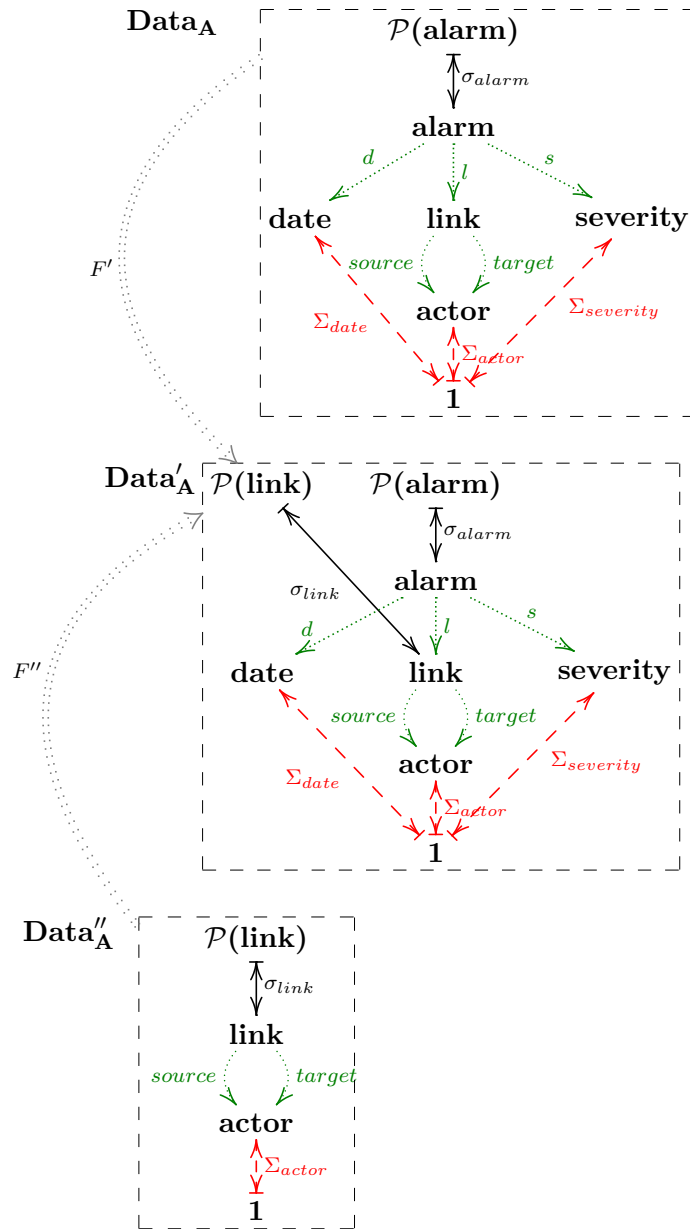 Data_A
𝒫(alarm)
σ_alarm
alarm
d l s
date link severity
source target
actor
F′
Σ_date Σ_actor Σ_severity
1
Data′_A
𝒫(link) 𝒫(alarm)
σ_alarm
σ_link
alarm
d l s
date link severity
F″
source target
actor
Σ_date Σ_actor Σ_severity
1
Data″_A
𝒫(link)
σ_link
link
source target
actor
Σ_actor
1